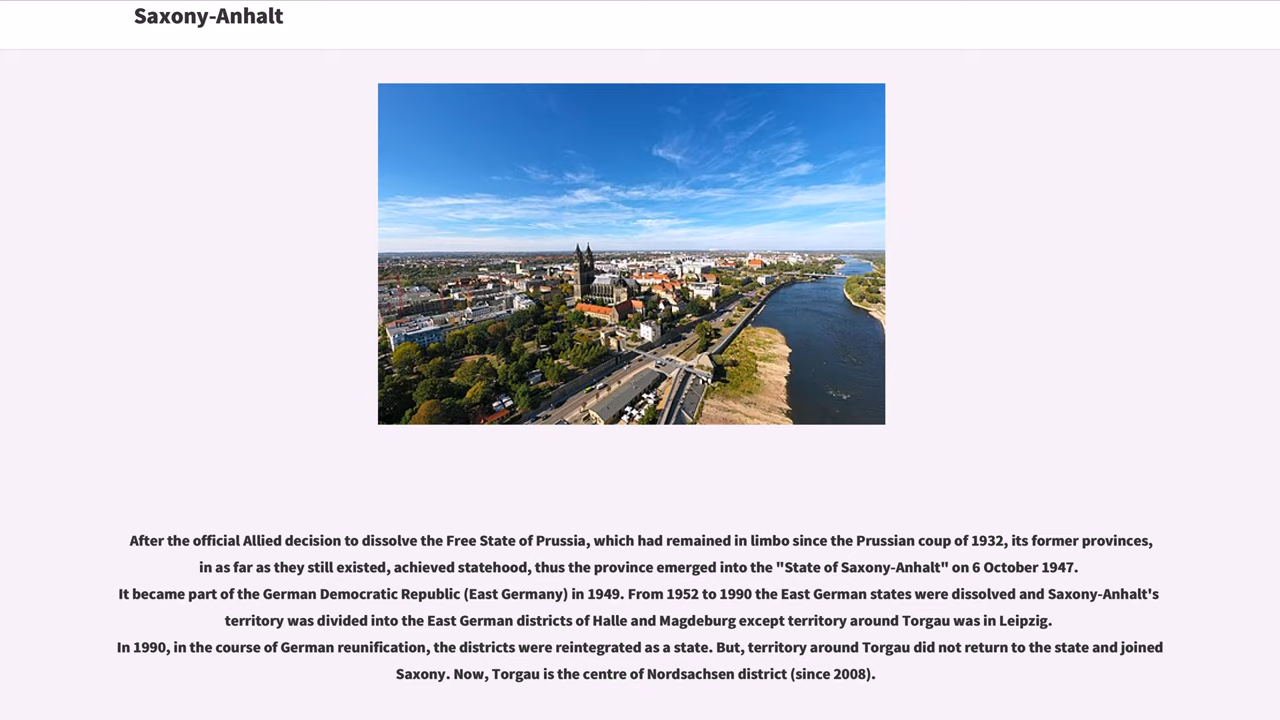 Saxony-Anhalt
After the official Allied decision to dissolve the Free State of Prussia, which had remained in limbo since the Prussian coup of 1932, its former provinces,
in as far as they still existed, achieved statehood, thus the province emerged into the "State of Saxony-Anhalt" on 6 October 1947.
It became part of the German Democratic Republic (East Germany) in 1949. From 1952 to 1990 the East German states were dissolved and Saxony-Anhalt's
territory was divided into the East German districts of Halle and Magdeburg except territory around Torgau was in Leipzig.
In 1990, in the course of German reunification, the districts were reintegrated as a state. But, territory around Torgau did not return to the state and joined
Saxony. Now, Torgau is the centre of Nordsachsen district (since 2008).